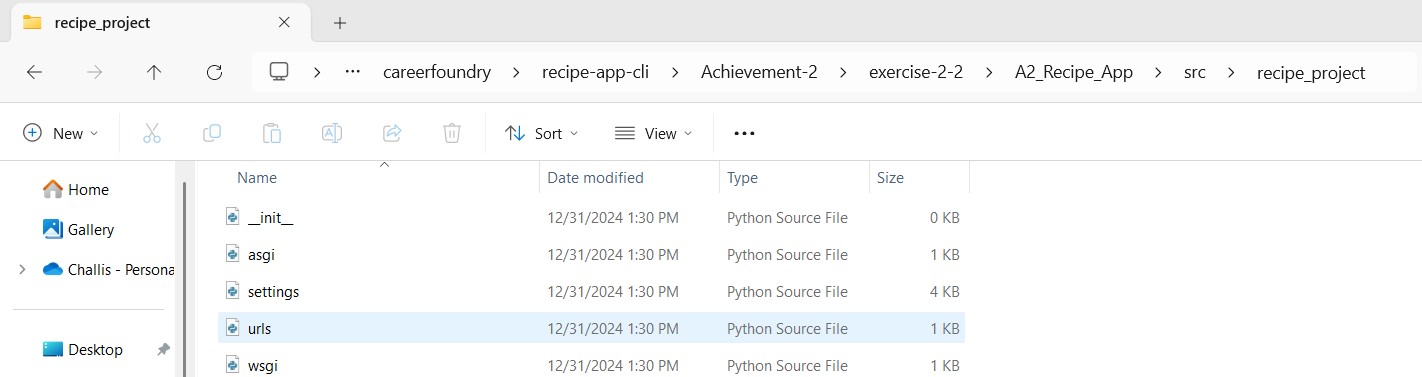 recipe_project
careerfoundry > recipe-app-cli > Achievement-2 > exercise-2-2 > A2_Recipe_App > src > recipe_project
New Sort View
Name Date modified Type Size
Home
Gallery
Challis - Persona
Desktop
__init__ 12/31/2024 1:30 PM Python Source File 0 KB
asgi 12/31/2024 1:30 PM Python Source File 1 KB
settings 12/31/2024 1:30 PM Python Source File 4 KB
urls 12/31/2024 1:30 PM Python Source File 1 KB
wsgi 12/31/2024 1:30 PM Python Source File 1 KB